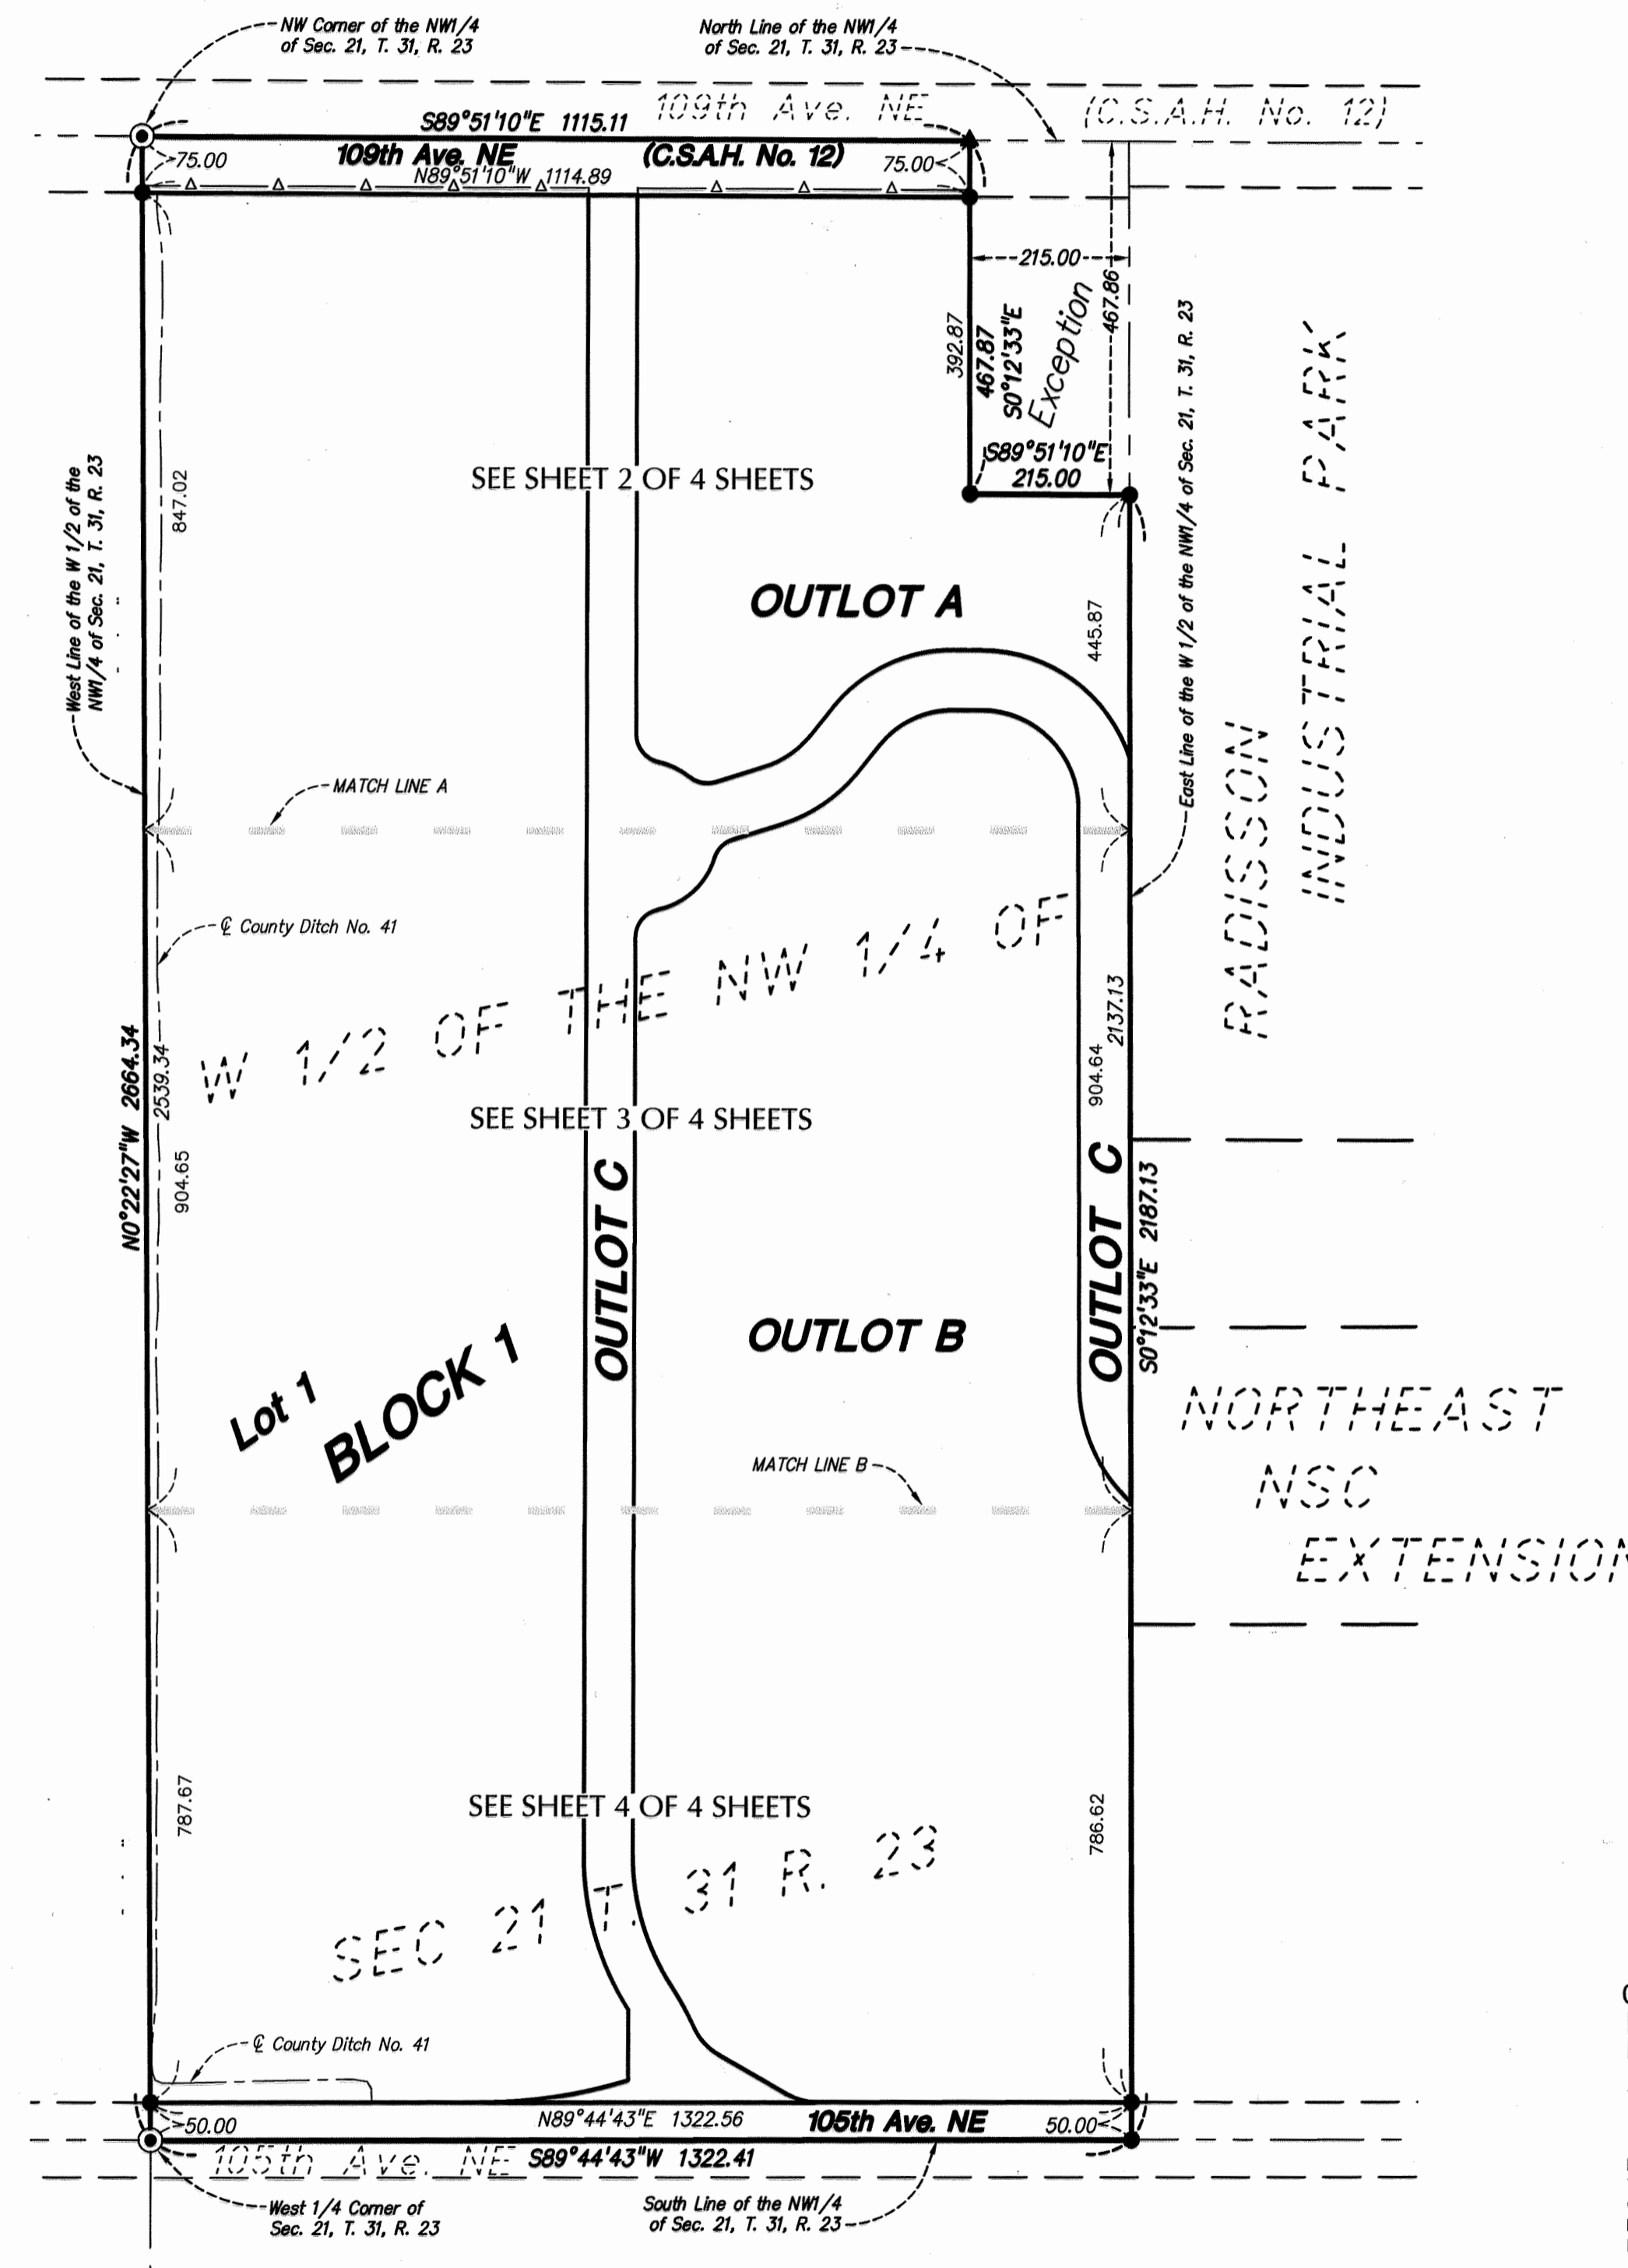 NW Corner of the NW1/4
of Sec. 21, T. 31, R. 23
North Line of the NW1/4
of Sec. 21, T. 31, R. 23
109th Ave. NE (C.S.A.H. No. 12)
S89°51'10"E 1115.11
75.00
109th Ave. NE (C.S.A.H. No. 12)
75.00
N89°51'10"W 1114.89
215.00
467.86
Exception
392.87
467.87
S0°12'33"E
S89°51'10"E
215.00
East Line of the W 1/2 of the NW1/4 of Sec. 21, T. 31, R. 23
RADISSON
INDUSTRIAL PARK
West Line of the W 1/2 of the
NW1/4 of Sec. 21, T. 31, R. 23
847.02
SEE SHEET 2 OF 4 SHEETS
OUTLOT A
445.87
MATCH LINE A
℄ County Ditch No. 41
W 1/2 OF THE NW 1/4 OF
N0°22'27"W 2664.34
2539.34
904.65
SEE SHEET 3 OF 4 SHEETS
2137.13
904.64
OUTLOT C
OUTLOT C
S0°12'33"E 2187.13
OUTLOT B
Lot 1
BLOCK 1
NORTHEAST
NSC
EXTENSION
MATCH LINE B
787.67
SEE SHEET 4 OF 4 SHEETS
786.62
SEC 21 T. 31 R. 23
℄ County Ditch No. 41
50.00
N89°44'43"E 1322.56
105th Ave. NE
50.00
105th Ave. NE
S89°44'43"W 1322.41
West 1/4 Corner of
Sec. 21, T. 31, R. 23
South Line of the NW1/4
of Sec. 21, T. 31, R. 23